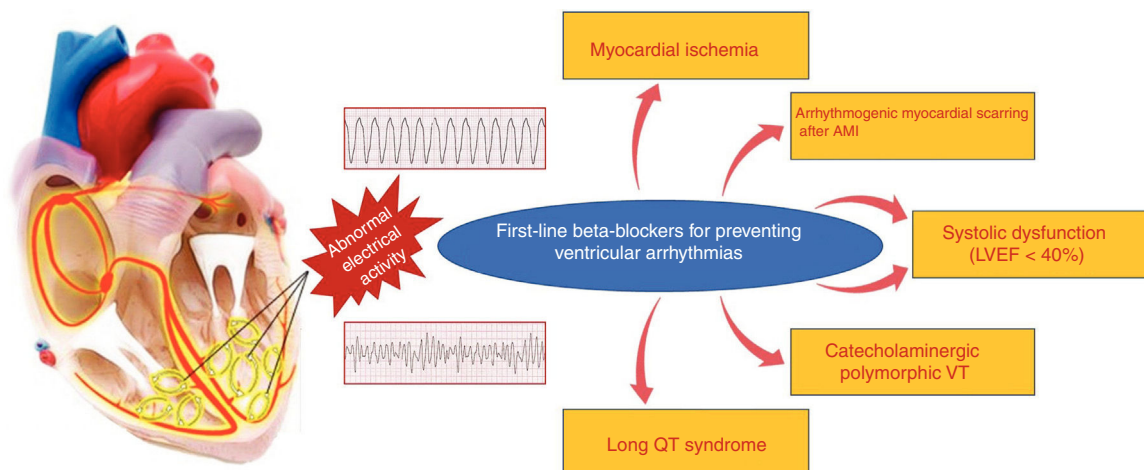 Myocardial ischemia
Arrhythmogenic myocardial scarring
after AMI
Abnormal
electrical
activity
First-line beta-blockers for preventing
ventricular arrhythmias
Systolic dysfunction
(LVEF < 40%)
Catecholaminergic
polymorphic VT
Long QT syndrome